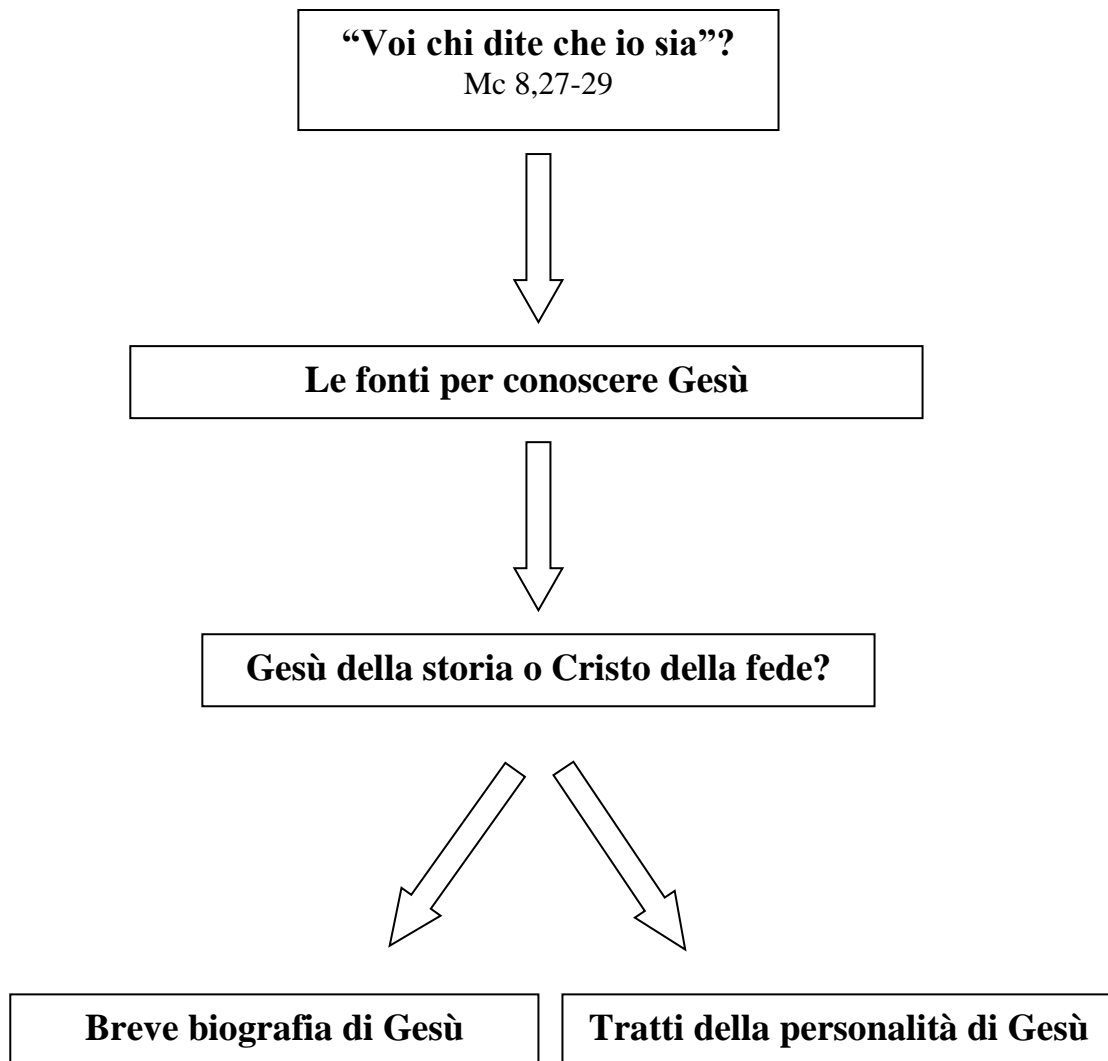 “Voi chi dite che io sia”?
Mc 8,27-29
Le fonti per conoscere Gesù
Gesù della storia o Cristo della fede?
Breve biografia di Gesù
Tratti della personalità di Gesù